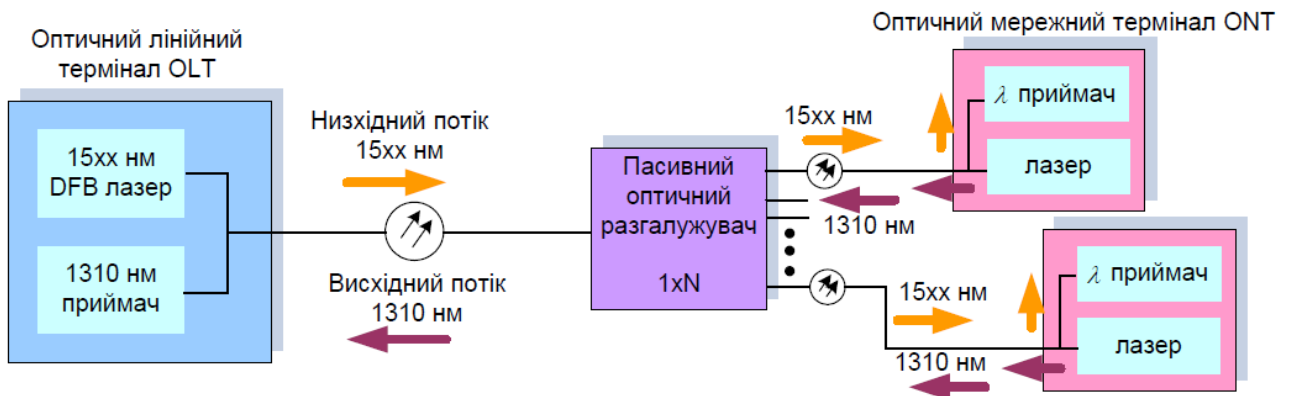 Оптичний лінійний
термінал OLT
15xx нм
DFB лазер
1310 нм
приймач
Низхідний потік
15xx нм
Висхідний потік
1310 нм
Пасивний
оптичний
разгалужувач
1xN
Оптичний мережний термінал ONT
15xx нм
λ приймач
лазер
1310 нм
15xx нм
1310 нм
λ приймач
лазер